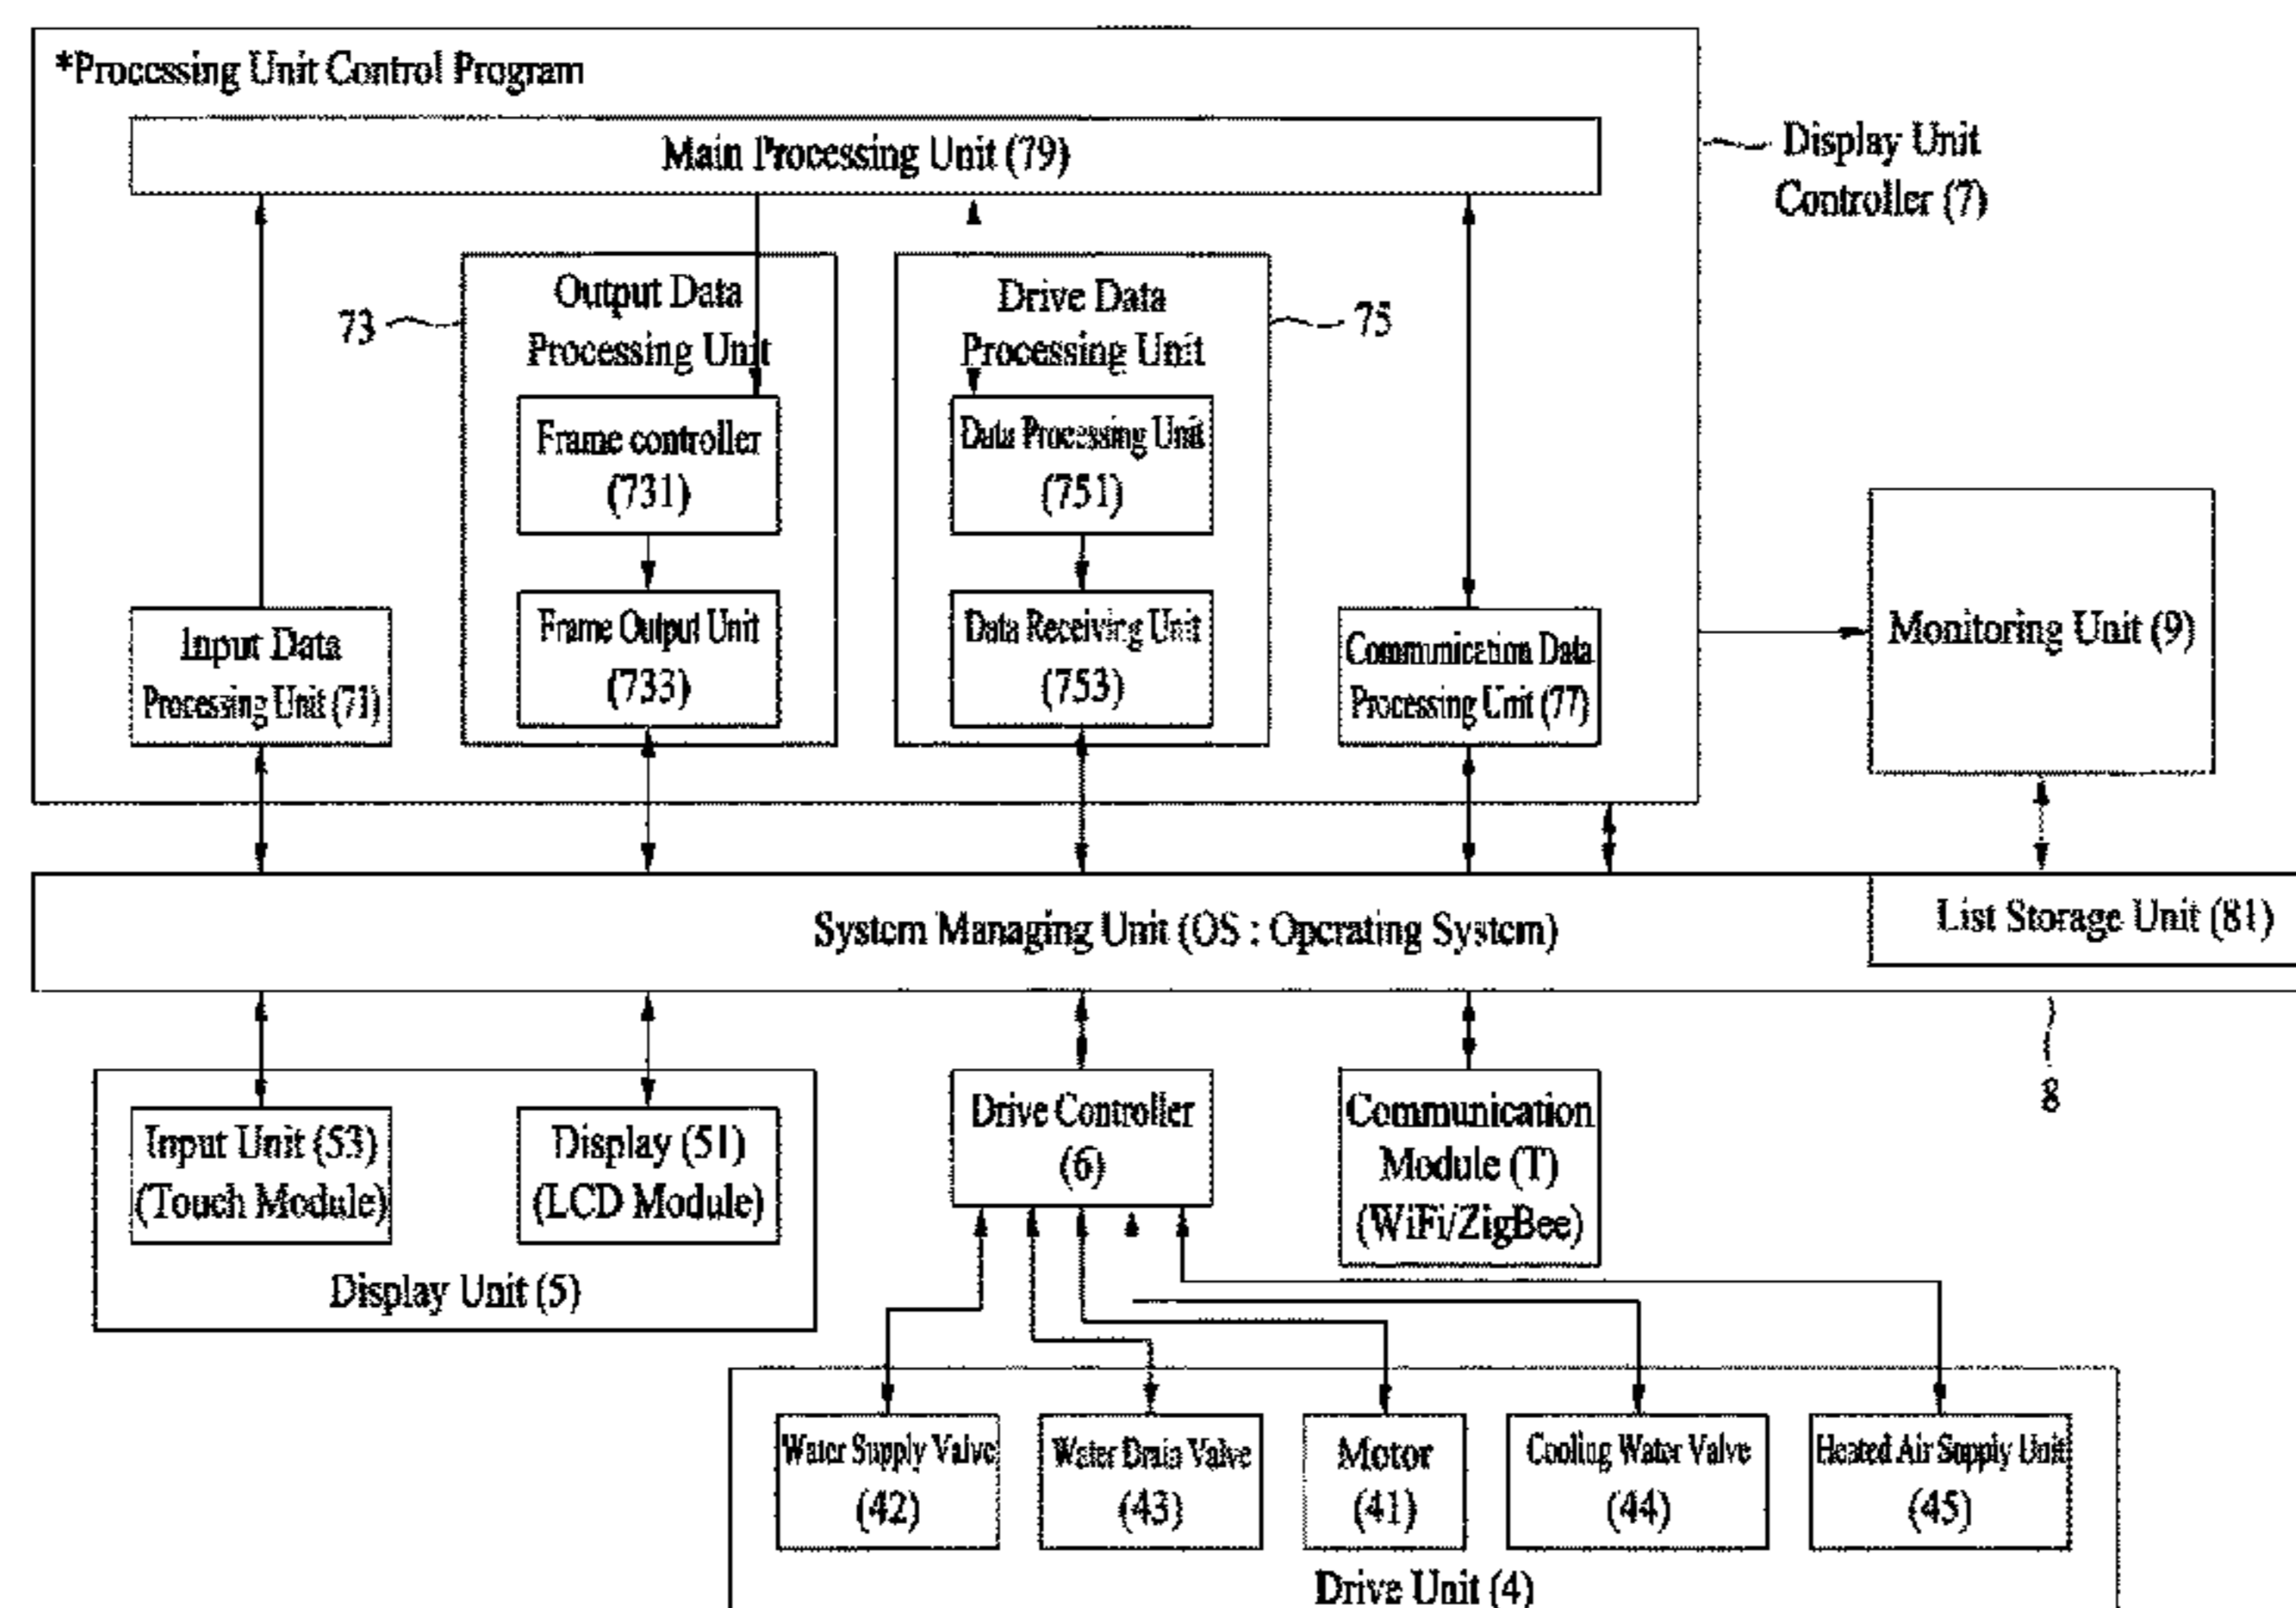 *Processing Unit Control Program
Main Processing Unit (79)
Display Unit
Controller (7)
73
Output Data
Processing Unit
Drive Data
Processing Unit
75
Frame controller
(731)
Data Processing Unit
(751)
Input Data
Processing Unit (71)
Frame Output Unit
(733)
Data Receiving Unit
(753)
Communication Data
Processing Unit (77)
Monitoring Unit (9)
System Managing Unit (OS : Operating System)
List Storage Unit (81)
8
Input Unit (53)
(Touch Module)
Display (51)
(LCD Module)
Display Unit (5)
Drive Controller
(6)
Communication
Module (T)
(WiFi/ZigBee)
Water Supply Valve
(42)
Water Drain Valve
(43)
Motor
(41)
Cooling Water Valve
(44)
Heated Air Supply Unit
(45)
Drive Unit (4)